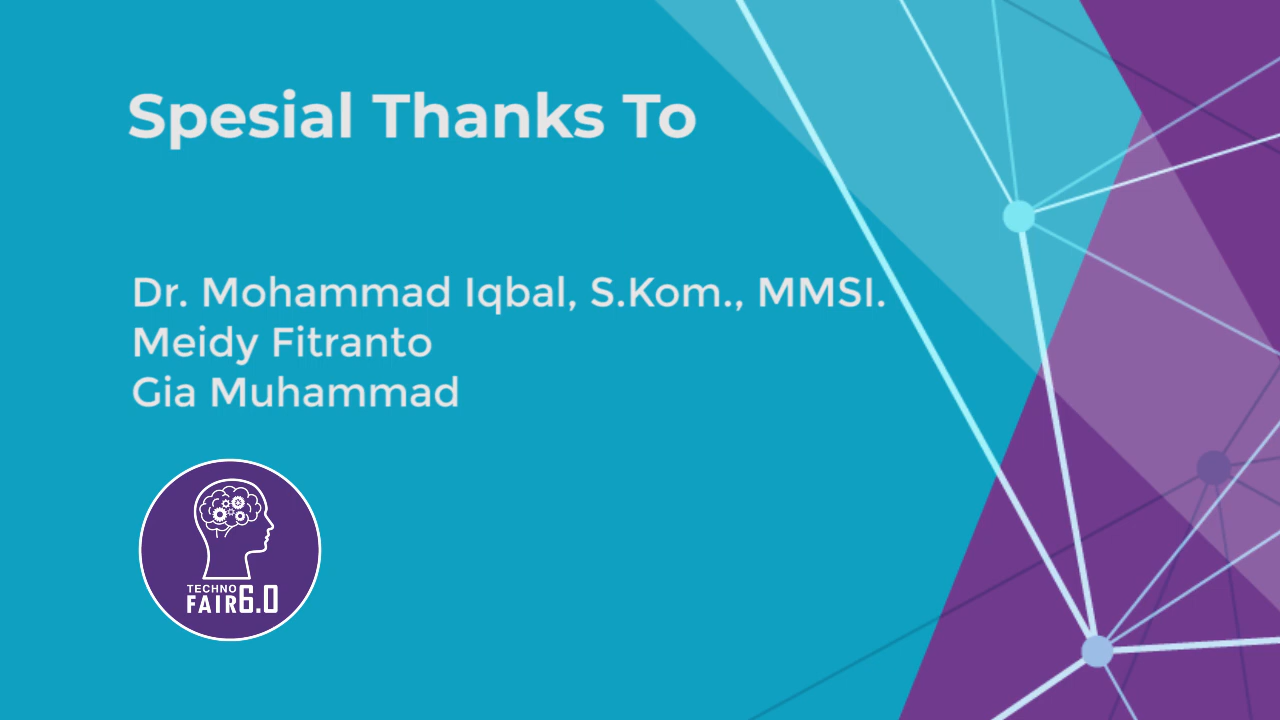 Spesial Thanks To
Dr. Mohammad Iqbal, S.Kom., MMSI.
Meidy Fitranto
Gia Muhammad
TECHNO
FAIR6.0